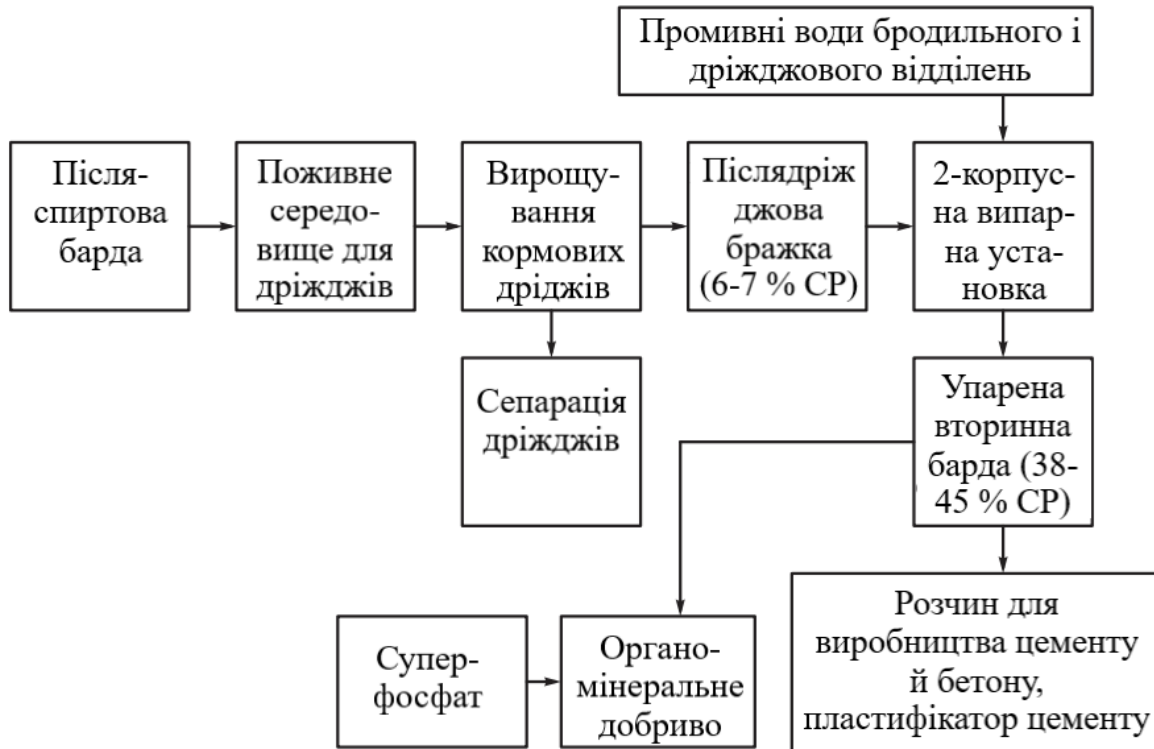 Промивні води бродильного і
дріжджового відділень
Після-
спиртова
барда
Поживне
середо-
вище для
дріжджів
Вирощу-
вання
кормових
дріджів
Післядріж
джова
бражка
(6-7 % СР)
2-корпус-
на випар-
на уста-
новка
Сепарація
дріжджів
Упарена
вторинна
барда (38-
45 % СР)
Супер-
фосфат
Органо-
мінеральне
добриво
Розчин для
виробництва цементу
й бетону,
пластифікатор цементу